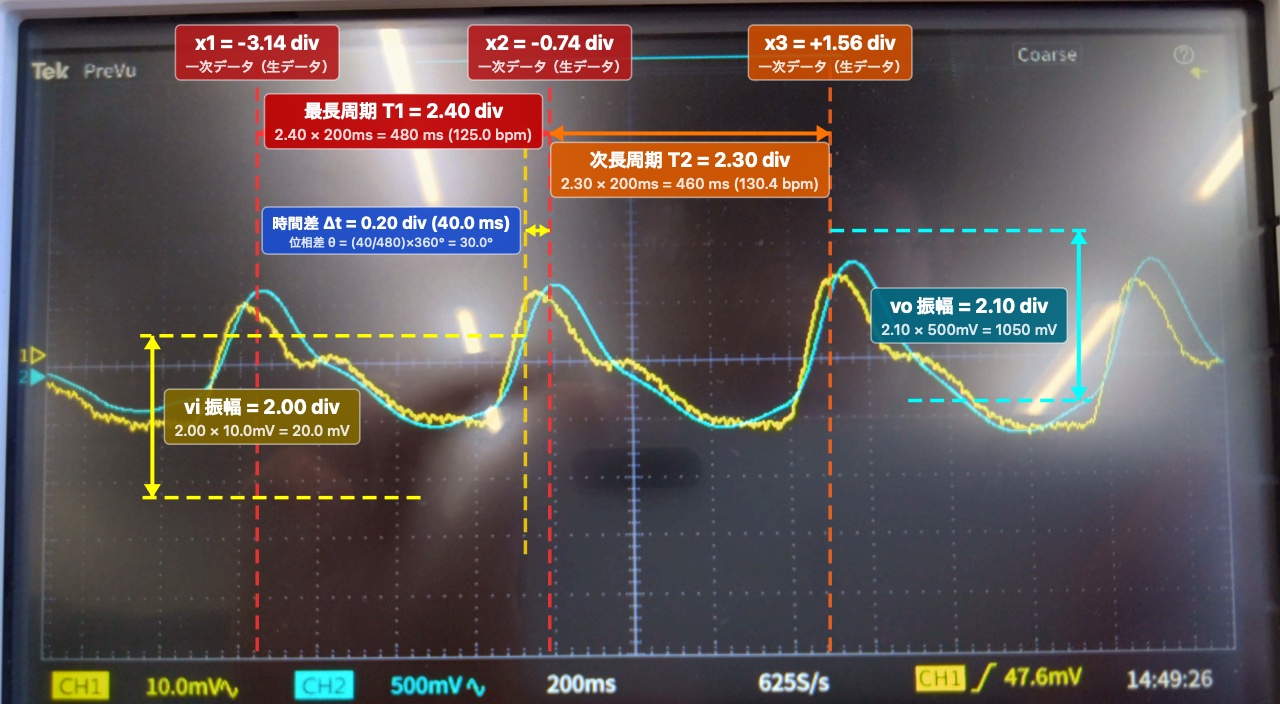 x1 = -3.14 div
一次データ（生データ）
x2 = -0.74 div
一次データ（生データ）
x3 = +1.56 div
一次データ（生データ）
Tek PreVu
Coarse
?
最長周期 T1 = 2.40 div
2.40 × 200ms = 480 ms (125.0 bpm)
次長周期 T2 = 2.30 div
2.30 × 200ms = 460 ms (130.4 bpm)
時間差 Δt = 0.20 div (40.0 ms)
位相差 θ = (40/480)×360° = 30.0°
vo 振幅 = 2.10 div
2.10 × 500mV = 1050 mV
1
2
vi 振幅 = 2.00 div
2.00 × 10.0mV = 20.0 mV
CH1 10.0mV CH2 500mV 200ms 625S/s CH1 47.6mV 14:49:26